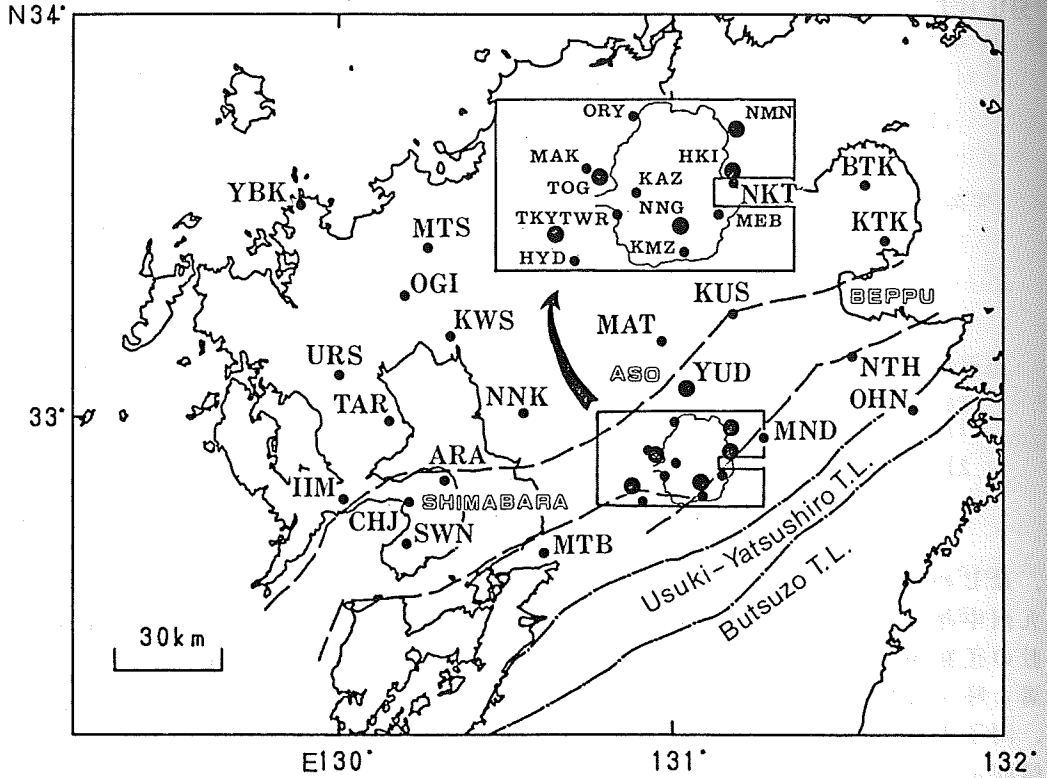 N34°
ORY
NMN
MAK
HKI
TOG
KAZ
NKT
TKY TWR
NNG
MEB
HYD
KMZ
BTK
KTK
YBK
MTS
OGI
KUS
BEPPU
KWS
MAT
URS
ASO
YUD
NTH
TAR
NNK
OHN
33°
MND
ARA
IIM
SHIMABARA
CHJ
SWN
MTB
Usuki-Yatsushiro T.L.
Butsuzo T.L.
30km
E130°
131°
132°